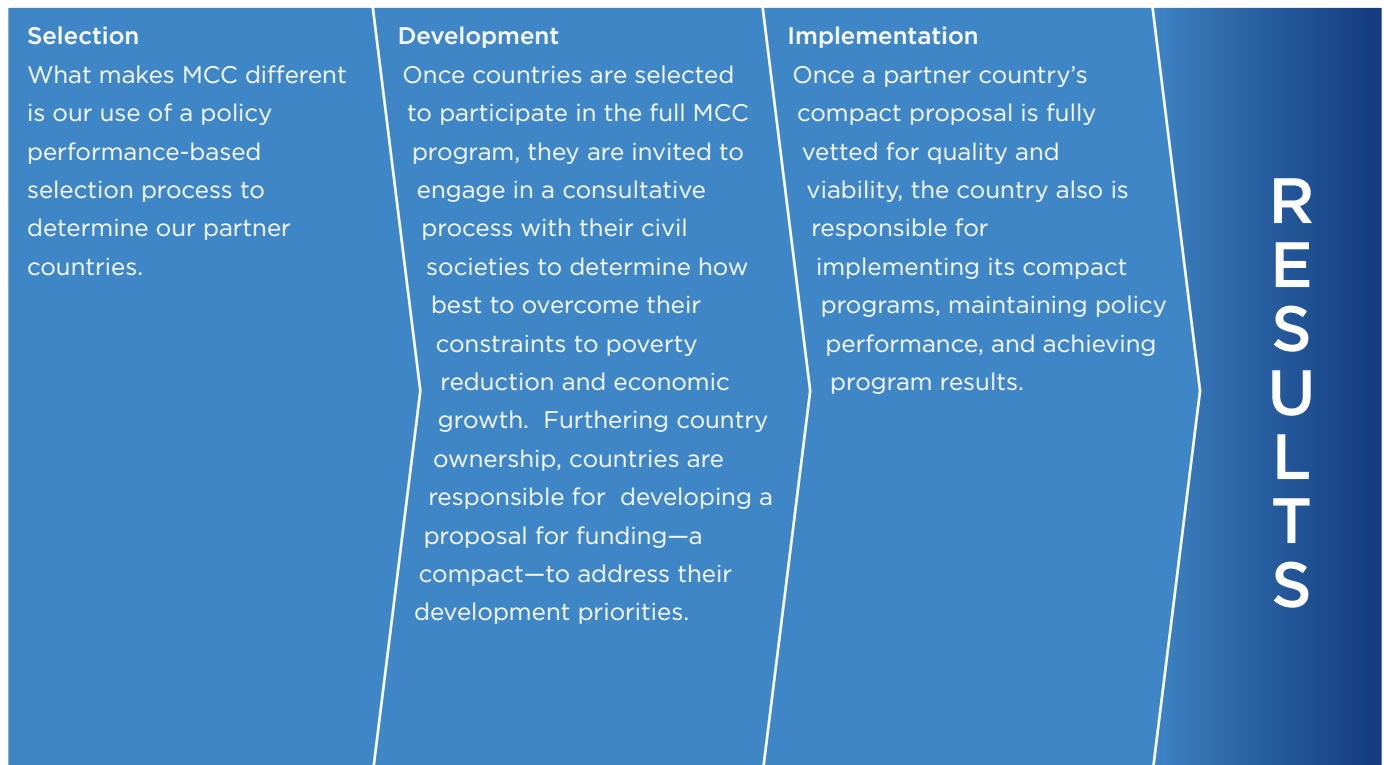 Selection
What makes MCC different
is our use of a policy
performance-based
selection process to
determine our partner
countries.
Development
Once countries are selected
to participate in the full MCC
program, they are invited to
engage in a consultative
process with their civil
societies to determine how
best to overcome their
constraints to poverty
reduction and economic
growth.  Furthering country
ownership, countries are
responsible for  developing a
proposal for funding—a
compact—to address their
development priorities.
Implementation
Once a partner country’s
compact proposal is fully
vetted for quality and
viability, the country also is
responsible for
implementing its compact
programs, maintaining policy
performance, and achieving
program results.
RESULTS